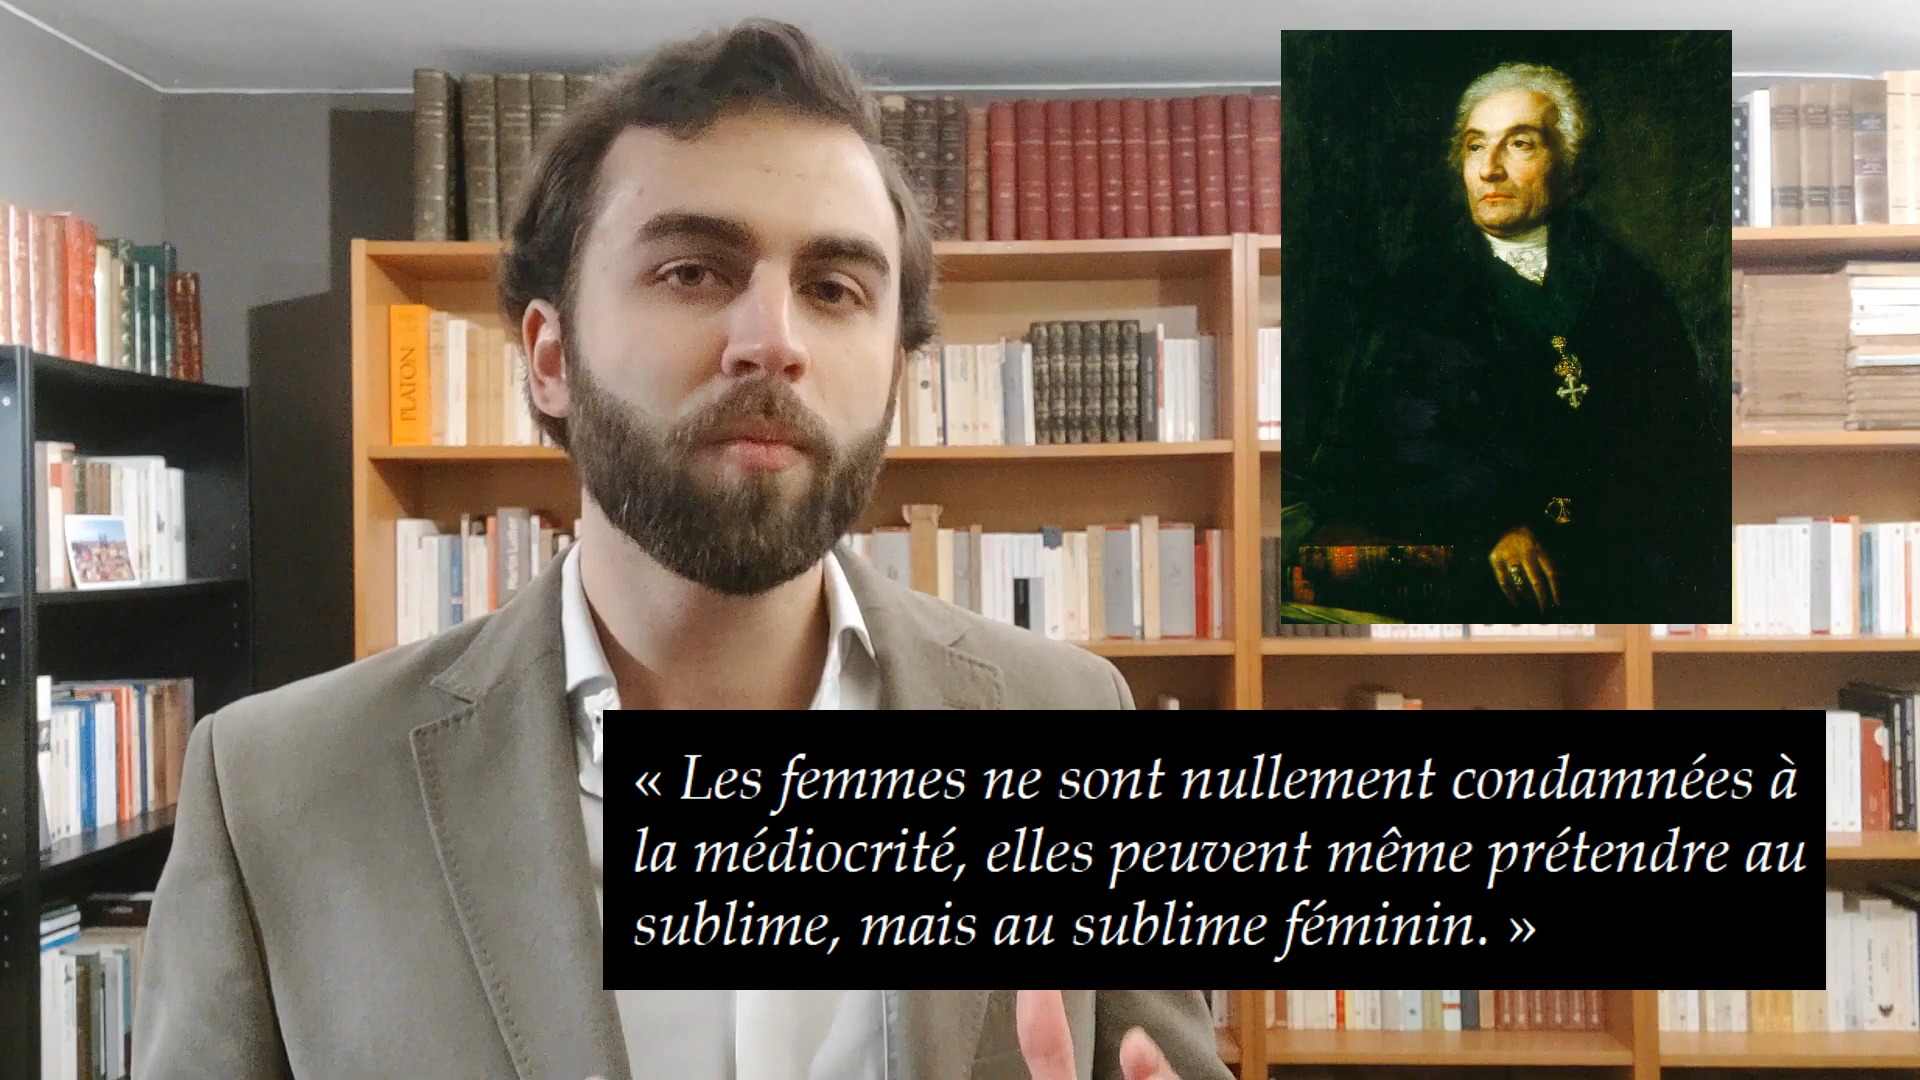 PLATON
« Les femmes ne sont nullement condamnées à
la médiocrité, elles peuvent même prétendre au
sublime, mais au sublime féminin. »